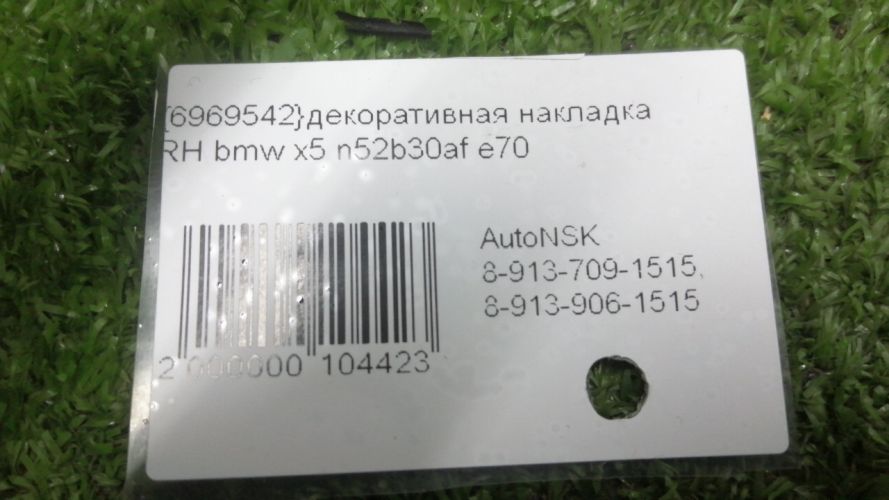 {6969542}декоративная накладка
RH bmw x5 n52b30af e70
AutoNSK
8-913-709-1515,
8-913-906-1515
2 000000 104423